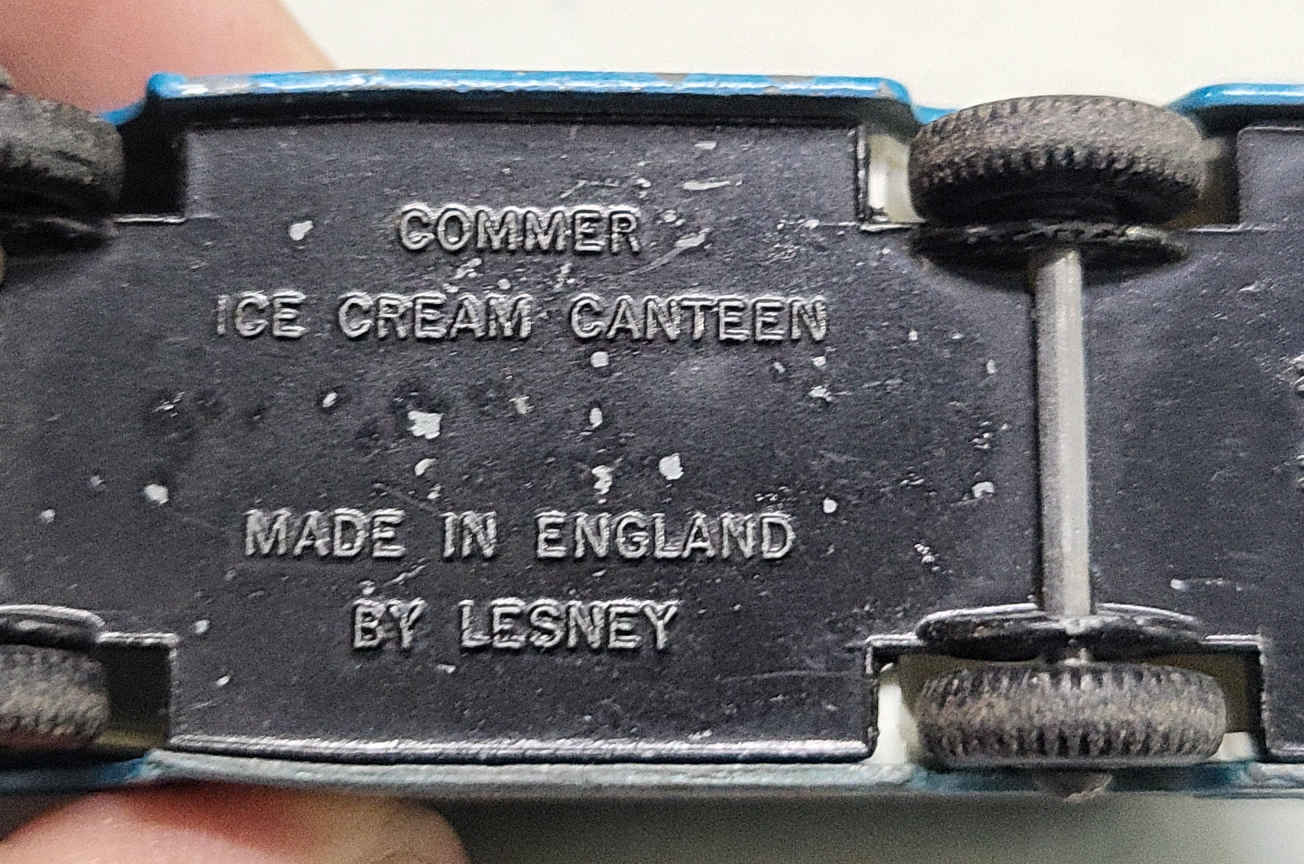 COMMER
ICE CREAM CANTEEN
MADE IN ENGLAND
BY LESNEY